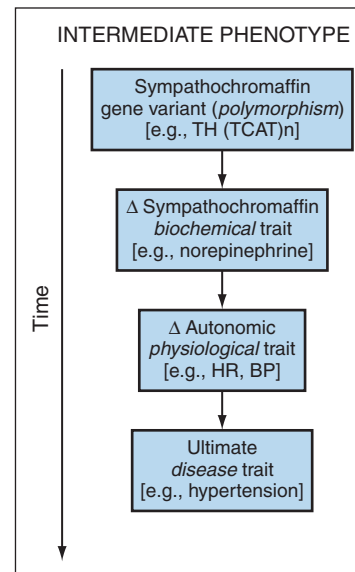 INTERMEDIATE PHENOTYPE
Sympathochromaffin
gene variant (polymorphism)
[e.g., TH (TCAT)n]
Δ Sympathochromaffin
biochemical trait
[e.g., norepinephrine]
Δ Autonomic
physiological trait
[e.g., HR, BP]
Ultimate
disease trait
[e.g., hypertension]
Time